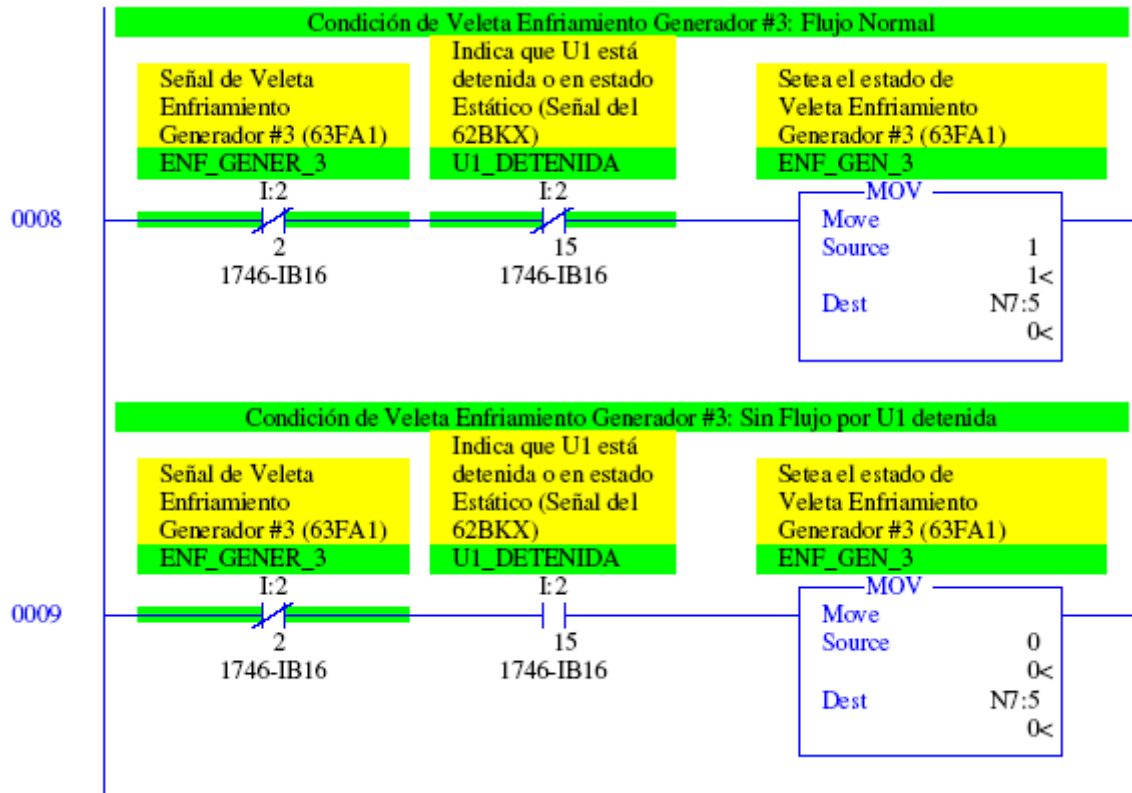 Condición de Veleta Enfriamiento Generador #3: Flujo Normal
Señal de Veleta
Enfriamiento
Generador #3 (63FA1)
ENF_GENER_3
I:2
2
1746-IB16
Indica que U1 está
detenida o en estado
Estático (Señal del
62BKX)
U1_DETENIDA
I:2
15
1746-IB16
Setea el estado de
Veleta Enfriamiento
Generador #3 (63FA1)
ENF_GEN_3
MOV
Move
Source 1
1<
Dest N7:5
0<
0008
Condición de Veleta Enfriamiento Generador #3: Sin Flujo por U1 detenida
Señal de Veleta
Enfriamiento
Generador #3 (63FA1)
ENF_GENER_3
I:2
2
1746-IB16
Indica que U1 está
detenida o en estado
Estático (Señal del
62BKX)
U1_DETENIDA
I:2
15
1746-IB16
Setea el estado de
Veleta Enfriamiento
Generador #3 (63FA1)
ENF_GEN_3
MOV
Move
Source 0
0<
Dest N7:5
0<
0009